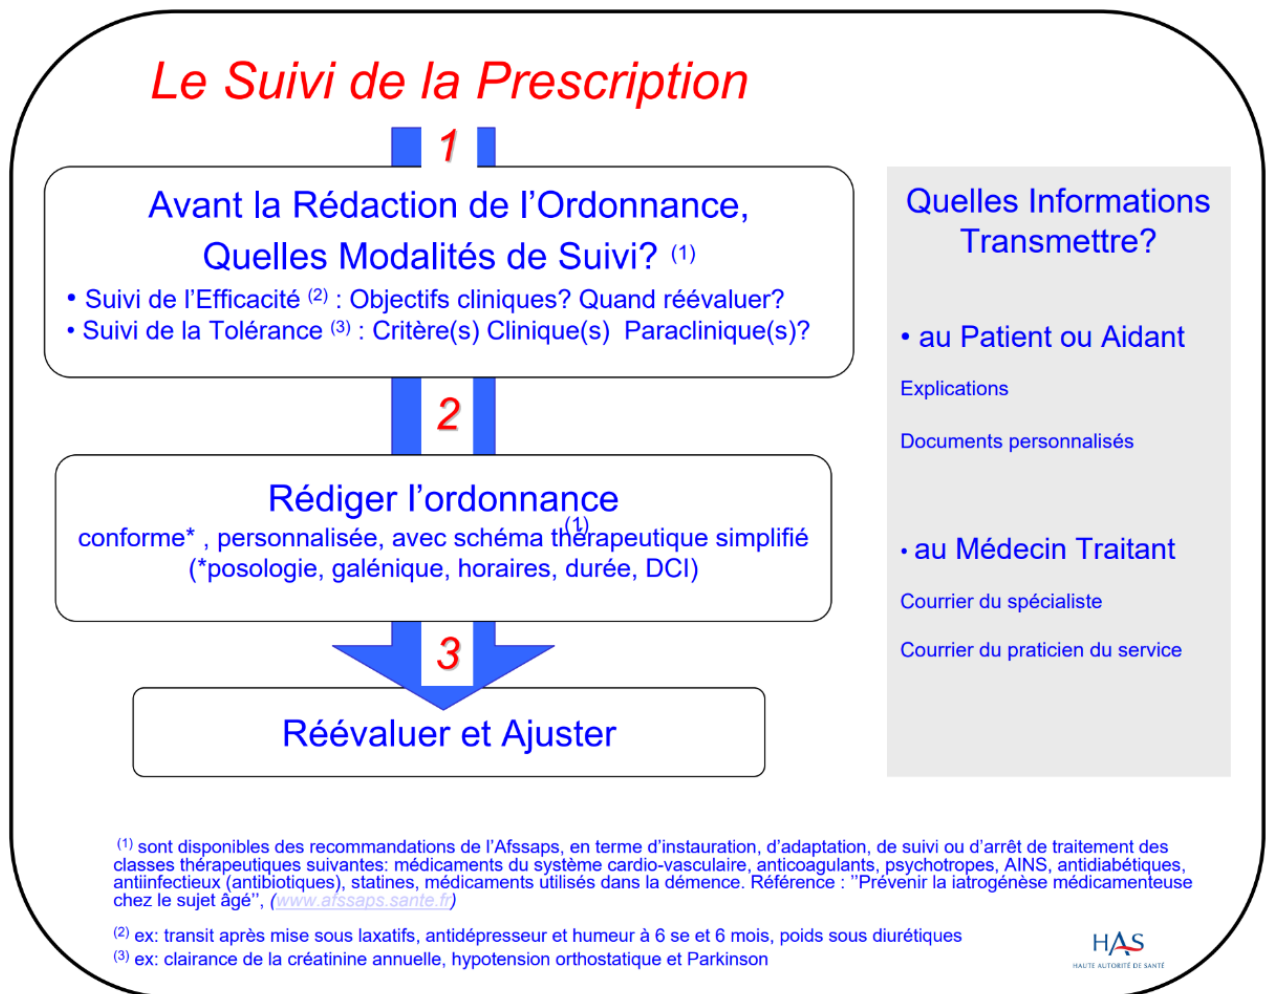 Le Suivi de la Prescription
1
Avant la Rédaction de l'Ordonnance,
Quelles Modalités de Suivi? (1)
• Suivi de l'Efficacité (2) : Objectifs cliniques? Quand réévaluer?
• Suivi de la Tolérance (3) : Critère(s) Clinique(s) Paraclinique(s)?
2
Rédiger l'ordonnance
(1)
conforme* , personnalisée, avec schéma thérapeutique simplifié
(*posologie, galénique, horaires, durée, DCI)
3
Réévaluer et Ajuster
Quelles Informations
Transmettre?
• au Patient ou Aidant
Explications
Documents personnalisés
• au Médecin Traitant
Courrier du spécialiste
Courrier du praticien du service
(1) sont disponibles des recommandations de l'Afssaps, en terme d'instauration, d'adaptation, de suivi ou d'arrêt de traitement des
classes thérapeutiques suivantes: médicaments du système cardio-vasculaire, anticoagulants, psychotropes, AINS, antidiabétiques,
antiinfectieux (antibiotiques), statines, médicaments utilisés dans la démence. Référence : ''Prévenir la iatrogénèse médicamenteuse
chez le sujet âgé'', (www.afssaps.sante.fr)
(2) ex: transit après mise sous laxatifs, antidépresseur et humeur à 6 se et 6 mois, poids sous diurétiques
(3) ex: clairance de la créatinine annuelle, hypotension orthostatique et Parkinson
HAS
HAUTE AUTORITÉ DE SANTÉ